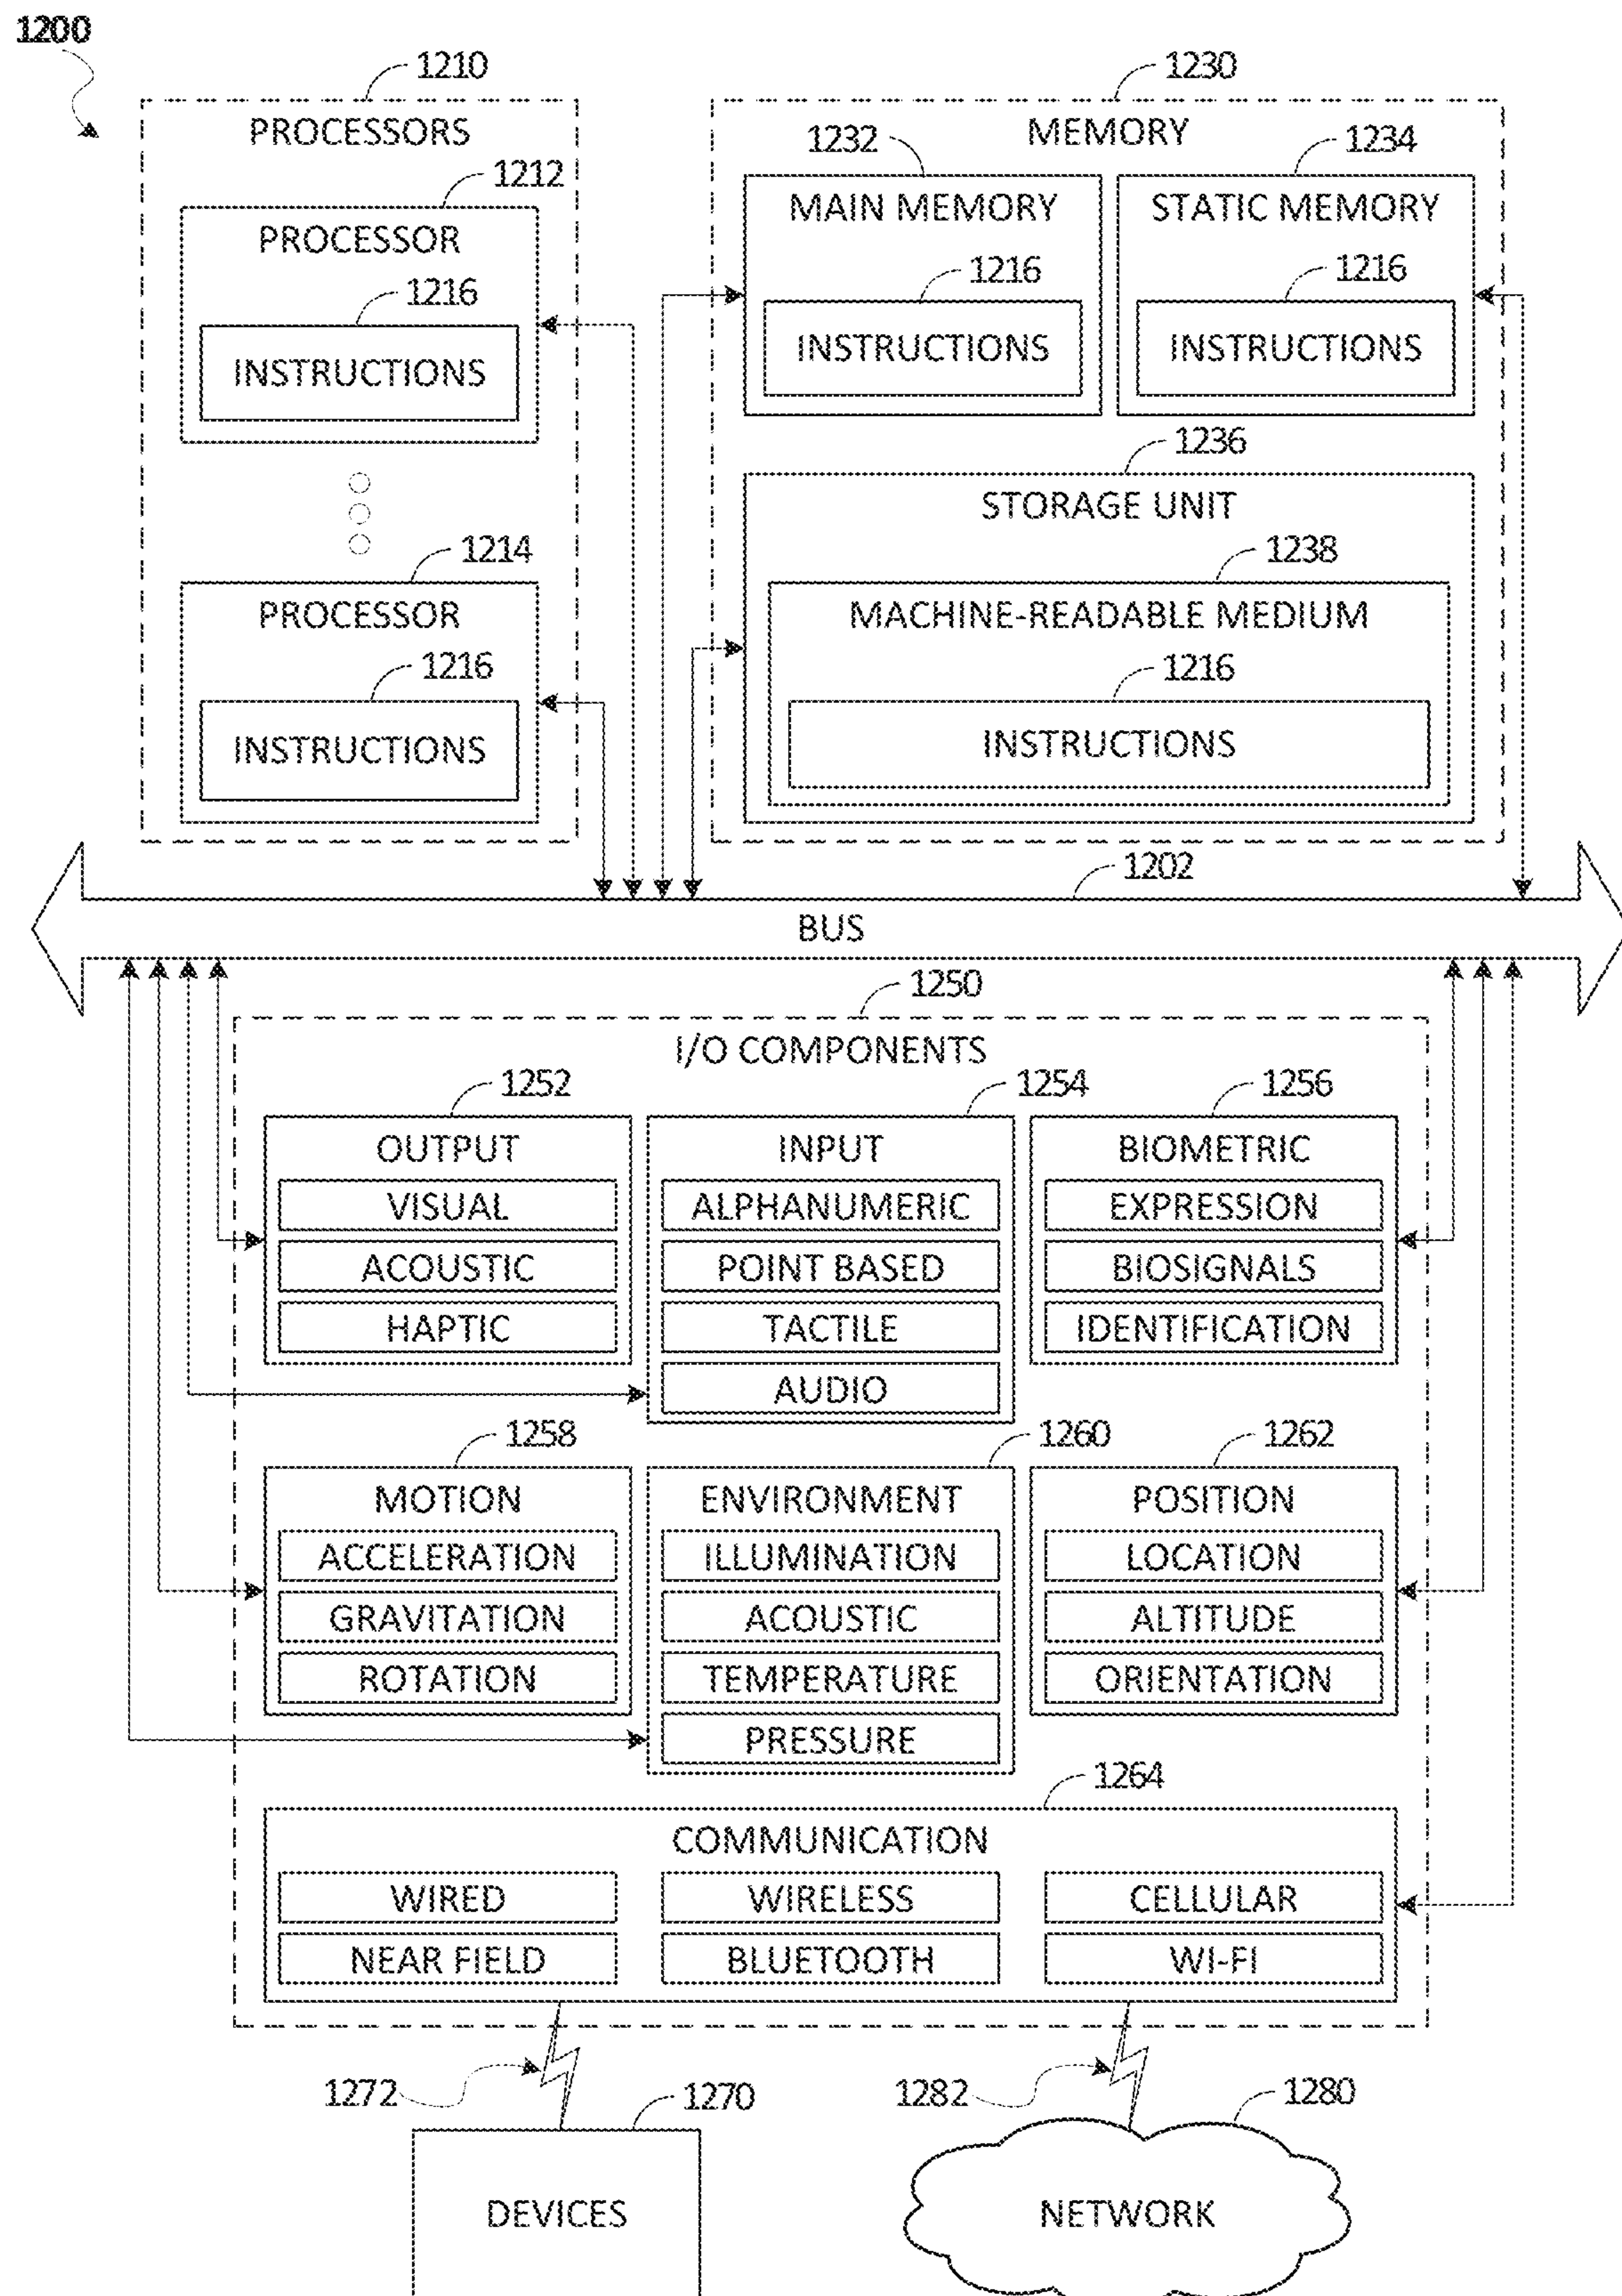 1200
1210
1230
PROCESSORS
MEMORY
1232
1234
1212
MAIN MEMORY
STATIC MEMORY
PROCESSOR
1216
1216
1216
INSTRUCTIONS
INSTRUCTIONS
INSTRUCTIONS
1236
STORAGE UNIT
1214
1238
PROCESSOR
MACHINE-READABLE MEDIUM
1216
1216
INSTRUCTIONS
INSTRUCTIONS
1202
BUS
1250
I/O COMPONENTS
1252
1254
1256
OUTPUT
INPUT
BIOMETRIC
VISUAL
ALPHANUMERIC
EXPRESSION
ACOUSTIC
POINT BASED
BIOSIGNALS
HAPTIC
TACTILE
IDENTIFICATION
AUDIO
1258
1260
1262
MOTION
ENVIRONMENT
POSITION
ACCELERATION
ILLUMINATION
LOCATION
GRAVITATION
ACOUSTIC
ALTITUDE
ROTATION
TEMPERATURE
ORIENTATION
PRESSURE
1264
COMMUNICATION
WIRED
WIRELESS
CELLULAR
NEAR FIELD
BLUETOOTH
WI-FI
1272
1270
1282
1280
DEVICES
NETWORK